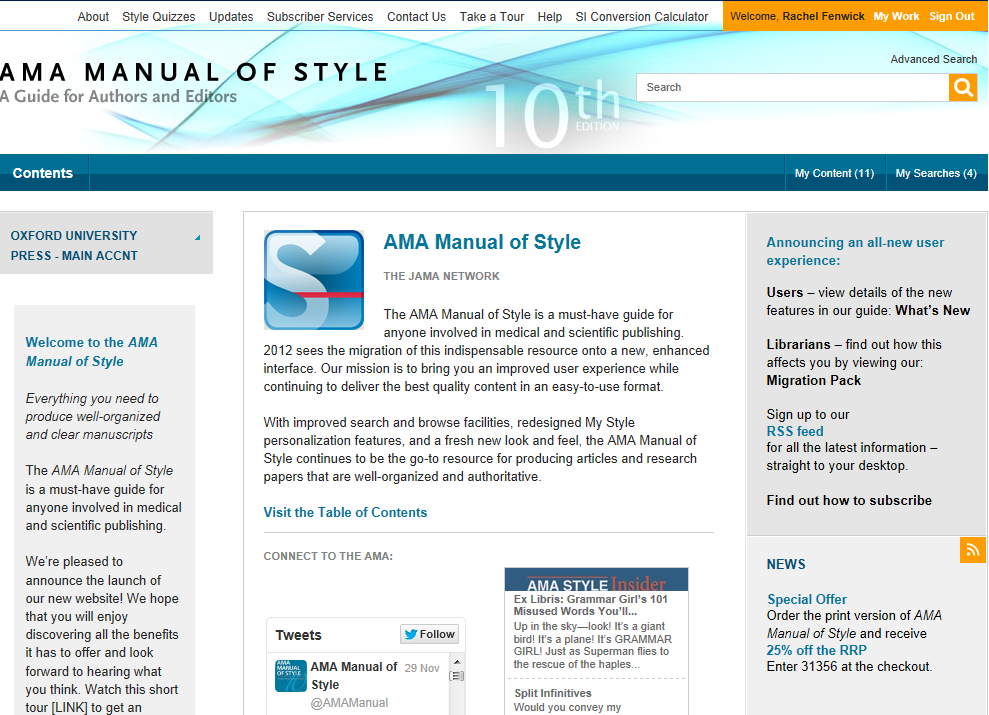 About Style Quizzes Updates Subscriber Services Contact Us Take a Tour Help SI Conversion Calculator Welcome, Rachel Fenwick My Work Sign Out
Advanced Search
AMA MANUAL OF STYLE
A Guide for Authors and Editors
10th
EDITION
Search
Contents
My Content (11)
My Searches (4)
OXFORD UNIVERSITY
PRESS - MAIN ACCNT
Welcome to the AMA
Manual of Style
Everything you need to
produce well-organized
and clear manuscripts
The AMA Manual of Style
is a must-have guide for
anyone involved in medical
and scientific publishing.
We're pleased to
announce the launch of
our new website! We hope
that you will enjoy
discovering all the benefits
it has to offer and look
forward to hearing what
you think. Watch this short
tour [LINK] to get an
S
AMA Manual of Style
THE JAMA NETWORK
The AMA Manual of Style is a must-have guide for
anyone involved in medical and scientific publishing.
2012 sees the migration of this indispensable resource onto a new, enhanced
interface. Our mission is to bring you an improved user experience while
continuing to deliver the best quality content in an easy-to-use format.
With improved search and browse facilities, redesigned My Style
personalization features, and a fresh new look and feel, the AMA Manual of
Style continues to be the go-to resource for producing articles and research
papers that are well-organized and authoritative.
Visit the Table of Contents
CONNECT TO THE AMA:
Tweets
Follow
AMA MANUAL OF STYLE
AMA Manual of
Style
29 Nov
@AMAManual
AMA STYLE Insider
Ex Libris: Grammar Girl's 101
Misused Words You'll...
Up in the sky—look! It's a giant
bird! It's a plane! It's GRAMMAR
GIRL! Just as Superman flies to
the rescue of the haples...
Split Infinitives
Would you convey my
Announcing an all-new user
experience:
Users – view details of the new
features in our guide: What's New
Librarians – find out how this
affects you by viewing our:
Migration Pack
Sign up to our
RSS feed
for all the latest information –
straight to your desktop.
Find out how to subscribe
NEWS
Special Offer
Order the print version of AMA
Manual of Style and receive
25% off the RRP
Enter 31356 at the checkout.